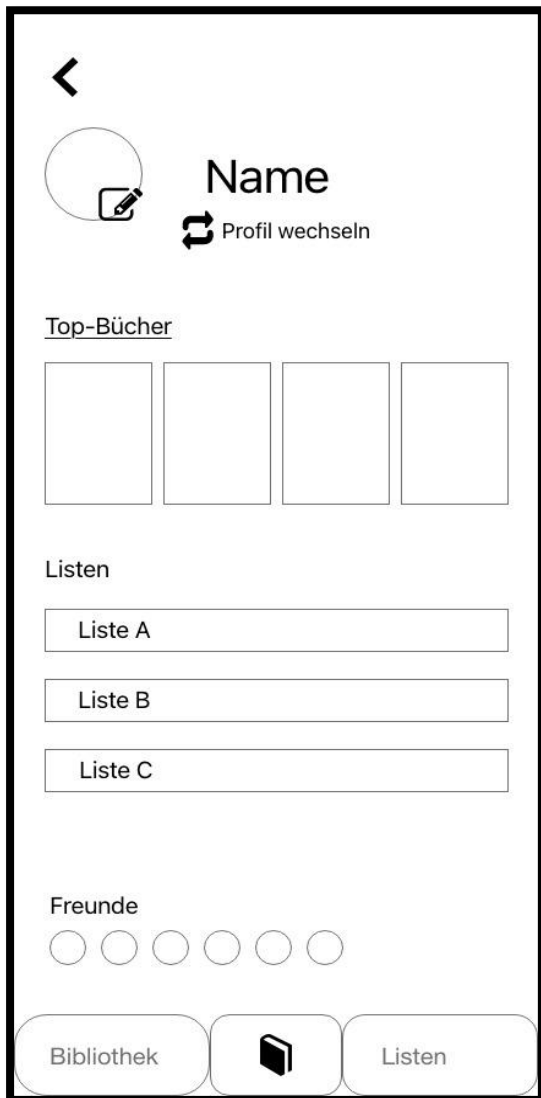 Name
Profil wechseln
Top-Bücher
Listen
Liste A
Liste B
Liste C
Freunde
Bibliothek
Listen